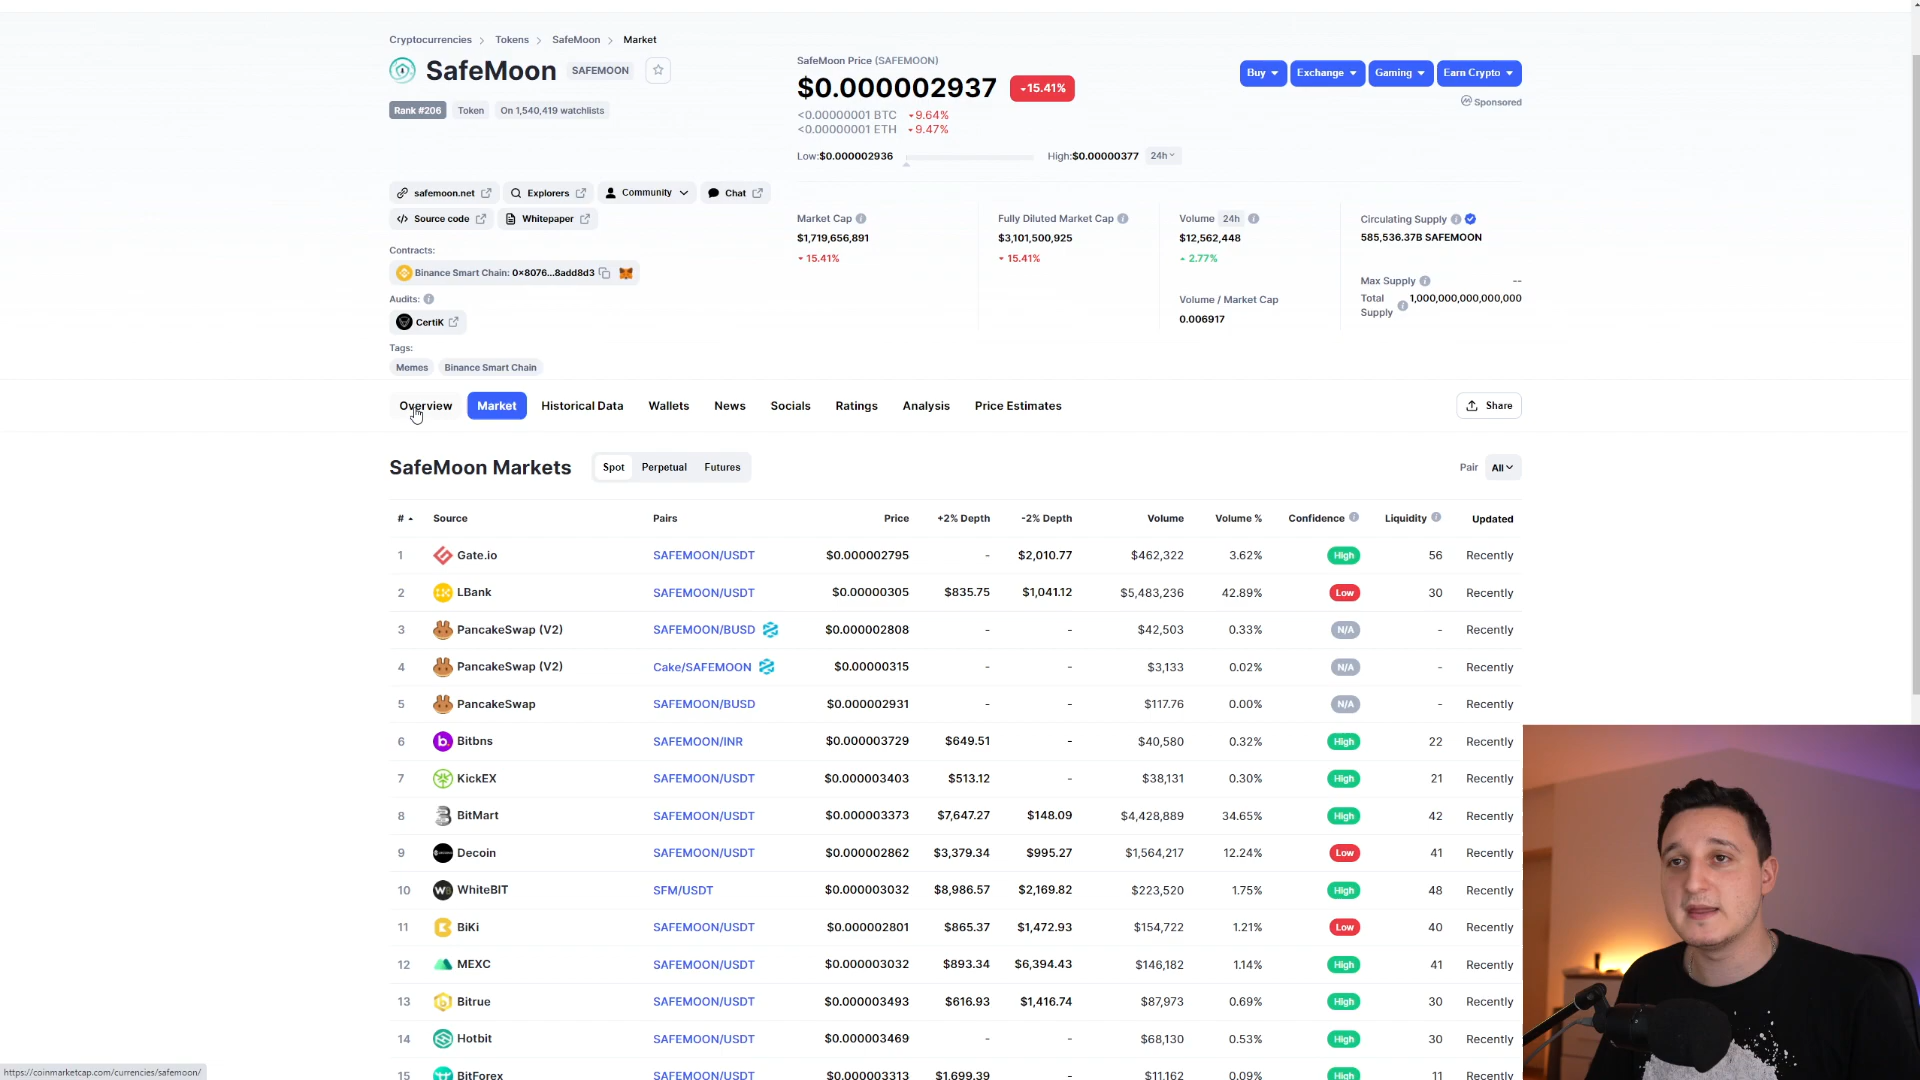 Cryptocurrencies > Tokens > SafeMoon > Market
SafeMoon SAFEMOON
Rank #206 Token On 1,540,419 watchlists
SafeMoon Price (SAFEMOON)
$0.000002937 15.41%
<0.00000001 BTC 9.64%
<0.00000001 ETH 9.47%
Low:$0.000002936 High:$0.00000377 24h
Buy Exchange Gaming Earn Crypto
Sponsored
safemoon.net Explorers Community Chat
Source code Whitepaper
Contracts:
Binance Smart Chain: 0x8076...8add8d3
Audits:
CertiK
Tags:
Memes Binance Smart Chain
Market Cap
$1,719,656,891
15.41%
Fully Diluted Market Cap
$3,101,500,925
15.41%
Volume 24h
$12,562,448
2.77%
Volume / Market Cap
0.006917
Circulating Supply
585,536.37B SAFEMOON
Max Supply --
Total Supply 1,000,000,000,000,000
Overview Market Historical Data Wallets News Socials Ratings Analysis Price Estimates Share
SafeMoon Markets Spot Perpetual Futures Pair All
# Source Pairs Price +2% Depth -2% Depth Volume Volume % Confidence Liquidity Updated
1 Gate.io SAFEMOON/USDT $0.000002795 - $2,010.77 $462,322 3.62% High 56 Recently
2 LBank SAFEMOON/USDT $0.00000305 $835.75 $1,041.12 $5,483,236 42.89% Low 30 Recently
3 PancakeSwap (V2) SAFEMOON/BUSD $0.000002808 - - $42,503 0.33% N/A - Recently
4 PancakeSwap (V2) Cake/SAFEMOON $0.00000315 - - $3,133 0.02% N/A - Recently
5 PancakeSwap SAFEMOON/BUSD $0.000002931 - - $117.76 0.00% N/A - Recently
6 Bitbns SAFEMOON/INR $0.000003729 $649.51 - $40,580 0.32% High 22 Recently
7 KickEX SAFEMOON/USDT $0.000003403 $513.12 - $38,131 0.30% High 21 Recently
8 BitMart SAFEMOON/USDT $0.000003373 $7,647.27 $148.09 $4,428,889 34.65% High 42 Recently
9 Decoin SAFEMOON/USDT $0.000002862 $3,379.34 $995.27 $1,564,217 12.24% Low 41 Recently
10 WhiteBIT SFM/USDT $0.000003032 $8,986.57 $2,169.82 $223,520 1.75% High 48 Recently
11 BiKi SAFEMOON/USDT $0.000002801 $865.37 $1,472.93 $154,722 1.21% Low 40 Recently
12 MEXC SAFEMOON/USDT $0.000003032 $893.34 $6,394.43 $146,182 1.14% High 41 Recently
13 Bitrue SAFEMOON/USDT $0.000003493 $616.93 $1,416.74 $87,973 0.69% High 30 Recently
14 Hotbit SAFEMOON/USDT $0.000003469 - - $68,130 0.53% High 30 Recently
15 BitForex SAFEMOON/USDT $0.000003313 $1,699.39 - $11,162 0.09% High 11 Recently
https://coinmarketcap.com/currencies/safemoon/